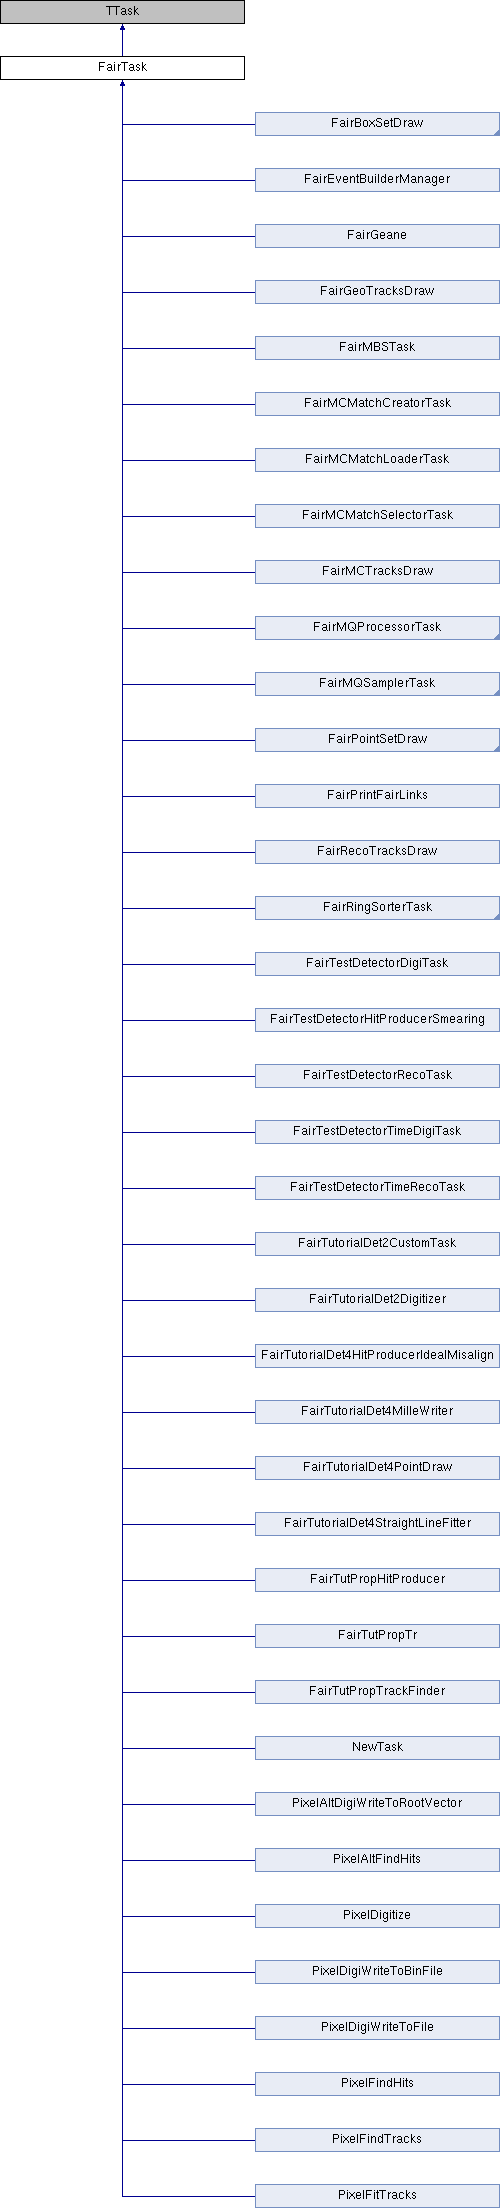 TTask
FairTask
FairBoxSetDraw
FairEventBuilderManager
FairGeane
FairGeoTracksDraw
FairMBSTask
FairMCMatchCreatorTask
FairMCMatchLoaderTask
FairMCMatchSelectorTask
FairMCTracksDraw
FairMQProcessorTask
FairMQSamplerTask
FairPointSetDraw
FairPrintFairLinks
FairRecoTracksDraw
FairRingSorterTask
FairTestDetectorDigiTask
FairTestDetectorHitProducerSmearing
FairTestDetectorRecoTask
FairTestDetectorTimeDigiTask
FairTestDetectorTimeRecoTask
FairTutorialDet2CustomTask
FairTutorialDet2Digitizer
FairTutorialDet4HitProducerIdealMisalign
FairTutorialDet4MilleWriter
FairTutorialDet4PointDraw
FairTutorialDet4StraightLineFitter
FairTutPropHitProducer
FairTutPropTr
FairTutPropTrackFinder
NewTask
PixelAltDigiWriteToRootVector
PixelAltFindHits
PixelDigitize
PixelDigiWriteToBinFile
PixelDigiWriteToFile
PixelFindHits
PixelFindTracks
PixelFitTracks